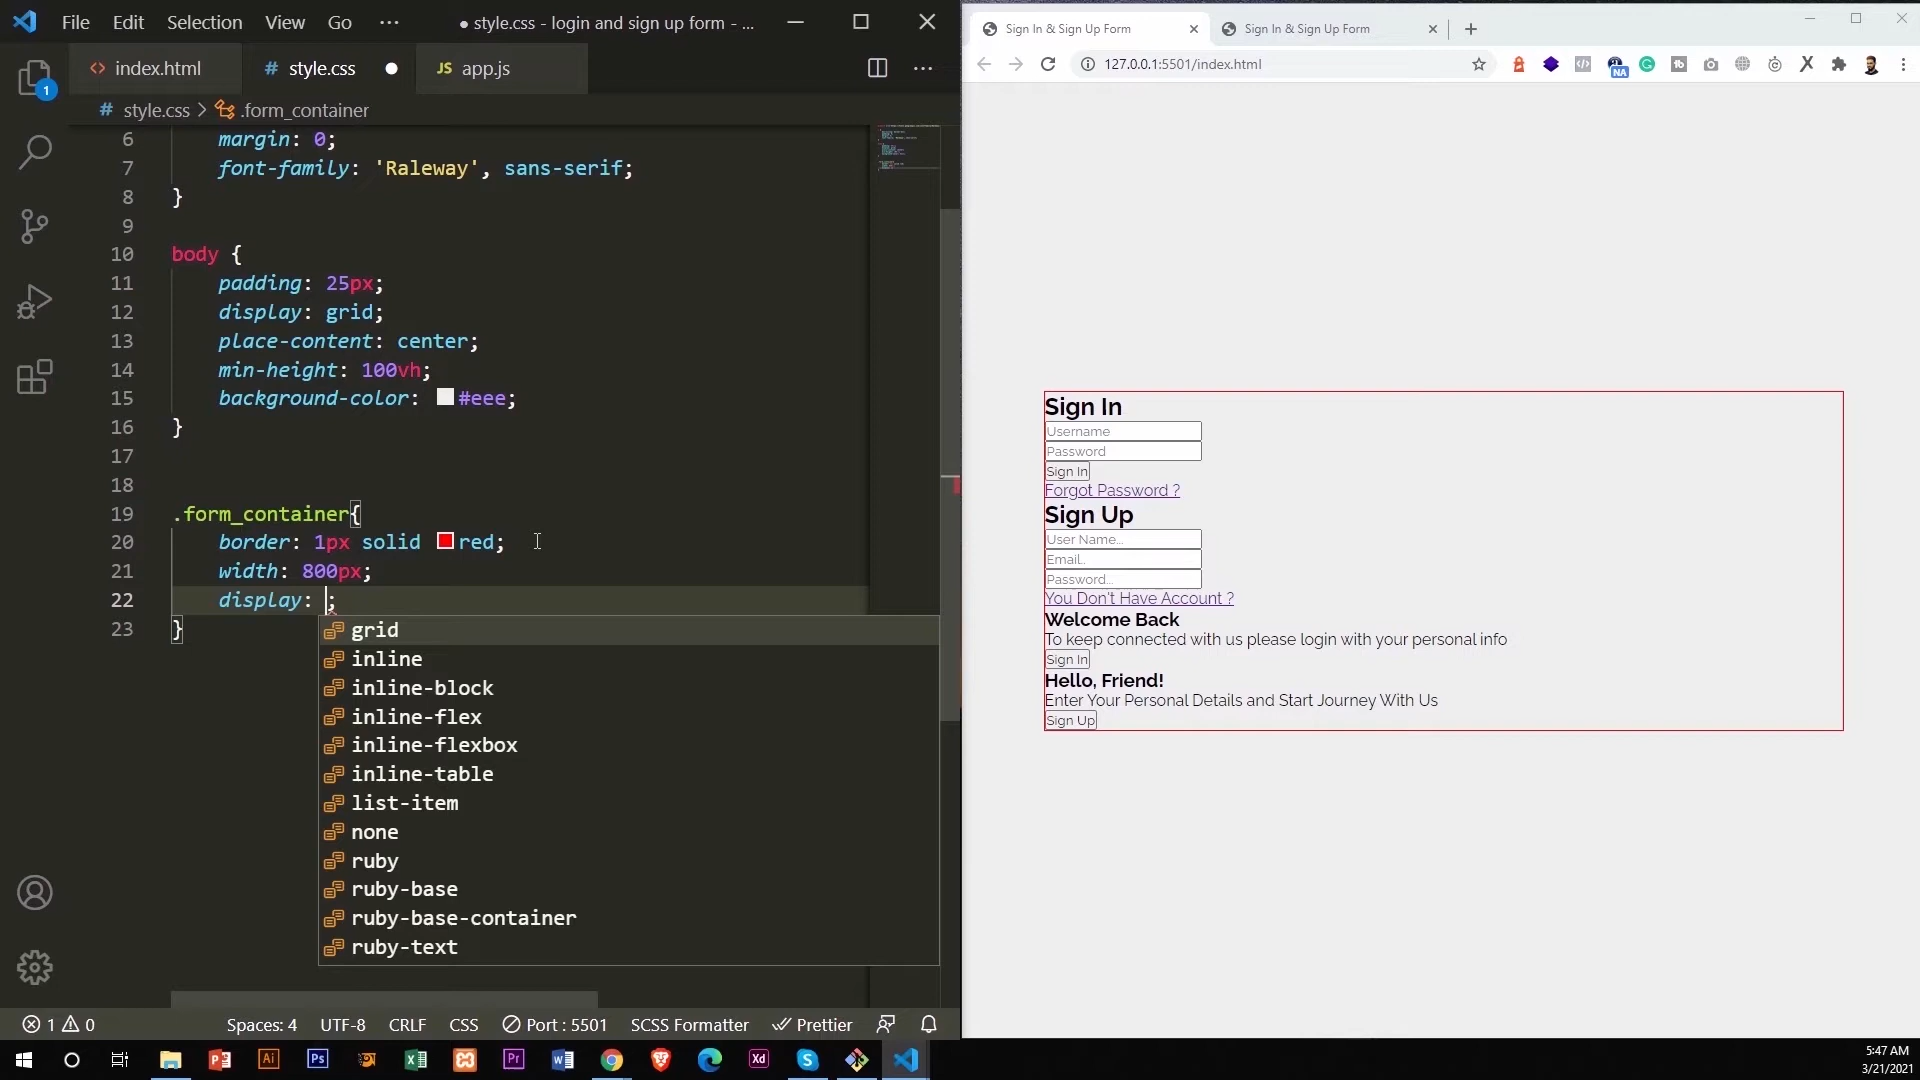 File Edit Selection View Go ··· ● style.css - login and sign up form - ...
index.html # style.css ● JS app.js ···
# style.css > .form_container
6 margin: 0;
7 font-family: 'Raleway', sans-serif;
8 }
9
10 body {
11 padding: 25px;
12 display: grid;
13 place-content: center;
14 min-height: 100vh;
15 background-color: #eee;
16 }
17
18
19 .form_container{
20 border: 1px solid red;
21 width: 800px;
22 display: ;
23 }
grid
inline
inline-block
inline-flex
inline-flexbox
inline-table
list-item
none
ruby
ruby-base
ruby-base-container
ruby-text
1
1 0 Spaces: 4 UTF-8 CRLF CSS Port : 5501 SCSS Formatter Prettier
Sign In & Sign Up Form Sign In & Sign Up Form
127.0.0.1:5501/index.html
NA
Sign In
Username
Password
Sign In
Forgot Password ?
Sign Up
User Name...
Email..
Password...
You Don't Have Account ?
Welcome Back
To keep connected with us please login with your personal info
Sign In
Hello, Friend!
Enter Your Personal Details and Start Journey With Us
Sign Up
Ai Ps Pr Xd
5:47 AM
3/21/2021